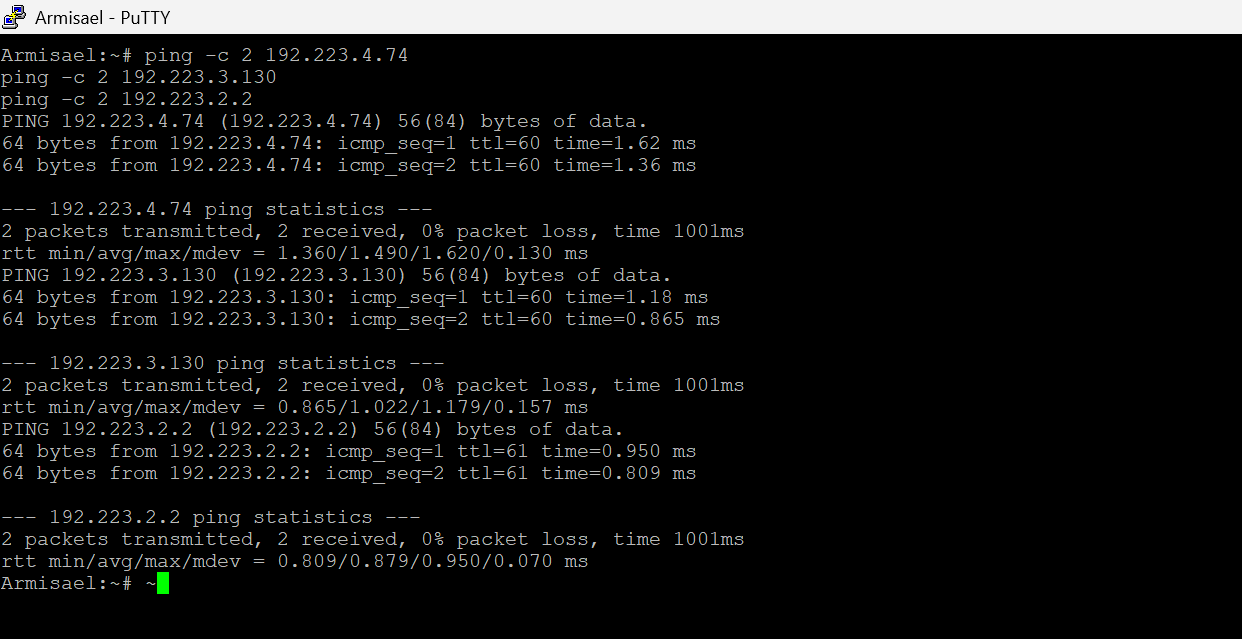 Armisael - PuTTY
Armisael:~# ping -c 2 192.223.4.74
ping -c 2 192.223.3.130
ping -c 2 192.223.2.2
PING 192.223.4.74 (192.223.4.74) 56(84) bytes of data.
64 bytes from 192.223.4.74: icmp_seq=1 ttl=60 time=1.62 ms
64 bytes from 192.223.4.74: icmp_seq=2 ttl=60 time=1.36 ms
--- 192.223.4.74 ping statistics ---
2 packets transmitted, 2 received, 0% packet loss, time 1001ms
rtt min/avg/max/mdev = 1.360/1.490/1.620/0.130 ms
PING 192.223.3.130 (192.223.3.130) 56(84) bytes of data.
64 bytes from 192.223.3.130: icmp_seq=1 ttl=60 time=1.18 ms
64 bytes from 192.223.3.130: icmp_seq=2 ttl=60 time=0.865 ms
--- 192.223.3.130 ping statistics ---
2 packets transmitted, 2 received, 0% packet loss, time 1001ms
rtt min/avg/max/mdev = 0.865/1.022/1.179/0.157 ms
PING 192.223.2.2 (192.223.2.2) 56(84) bytes of data.
64 bytes from 192.223.2.2: icmp_seq=1 ttl=61 time=0.950 ms
64 bytes from 192.223.2.2: icmp_seq=2 ttl=61 time=0.809 ms
--- 192.223.2.2 ping statistics ---
2 packets transmitted, 2 received, 0% packet loss, time 1001ms
rtt min/avg/max/mdev = 0.809/0.879/0.950/0.070 ms
Armisael:~# ~